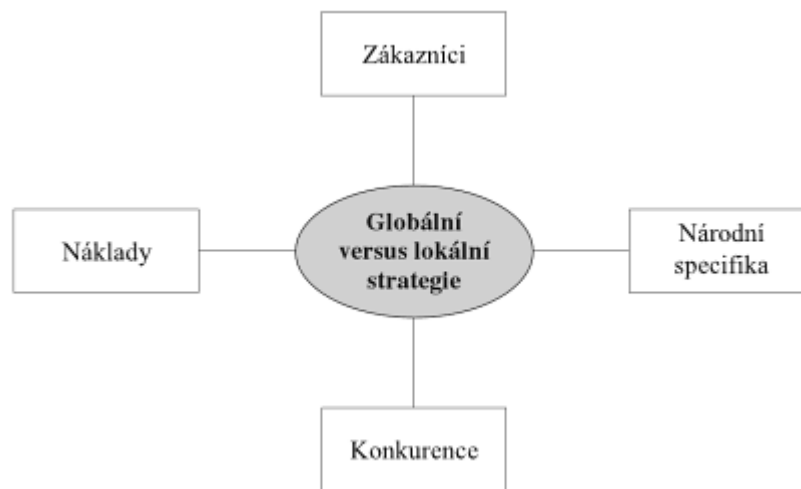 Zákazníci
Náklady
Globální
versus lokální
strategie
Národní
specifika
Konkurence